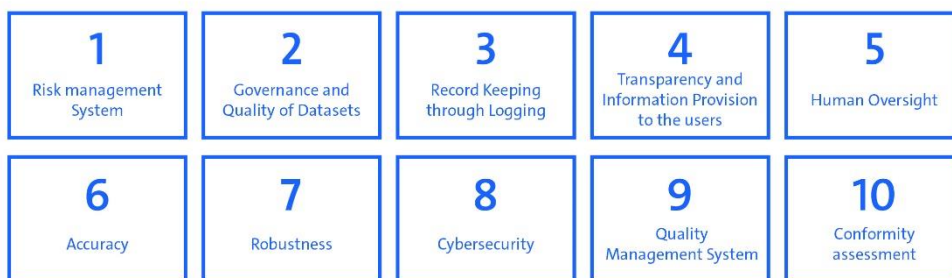 1
Risk management
System
2
Governance and
Quality of Datasets
3
Record Keeping
through Logging
4
Transparency and
Information Provision
to the users
5
Human Oversight
6
Accuracy
7
Robustness
8
Cybersecurity
9
Quality
Management System
10
Conformity
assessment